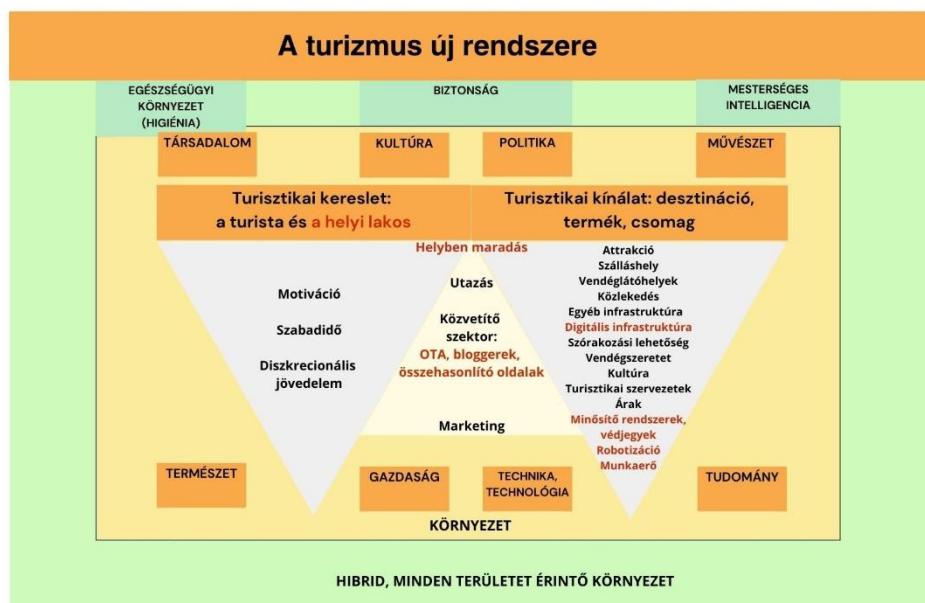 A turizmus új rendszere
EGÉSZSÉGÜGYI
KÖRNYEZET
(HIGIÉNIA)
BIZTONSÁG
MESTERSÉGES
INTELLIGENCIA
TÁRSADALOM
KULTÚRA
POLITIKA
MŰVÉSZET
Turisztikai kereslet:
a turista és a helyi lakos
Turisztikai kínálat: desztináció,
termék, csomag
Helyben maradás
Motiváció
Szabadidő
Diszkrecionális
jövedelem
Utazás
Közvetítő
szektor:
OTA, bloggerek,
összehasonlító oldalak
Marketing
Attrakció
Szálláshely
Vendéglátóhelyek
Közlekedés
Egyéb infrastruktúra
Digitális infrastruktúra
Szórakozási lehetőség
Vendégszeretet
Kultúra
Turisztikai szervezetek
Árak
Minősítő rendszerek,
védjegyek
Robotizáció
Munkaerő
TERMÉSZET
GAZDASÁG
TECHNIKA,
TECHNOLÓGIA
TUDOMÁNY
KÖRNYEZET
HIBRID, MINDEN TERÜLETET ÉRINTŐ KÖRNYEZET